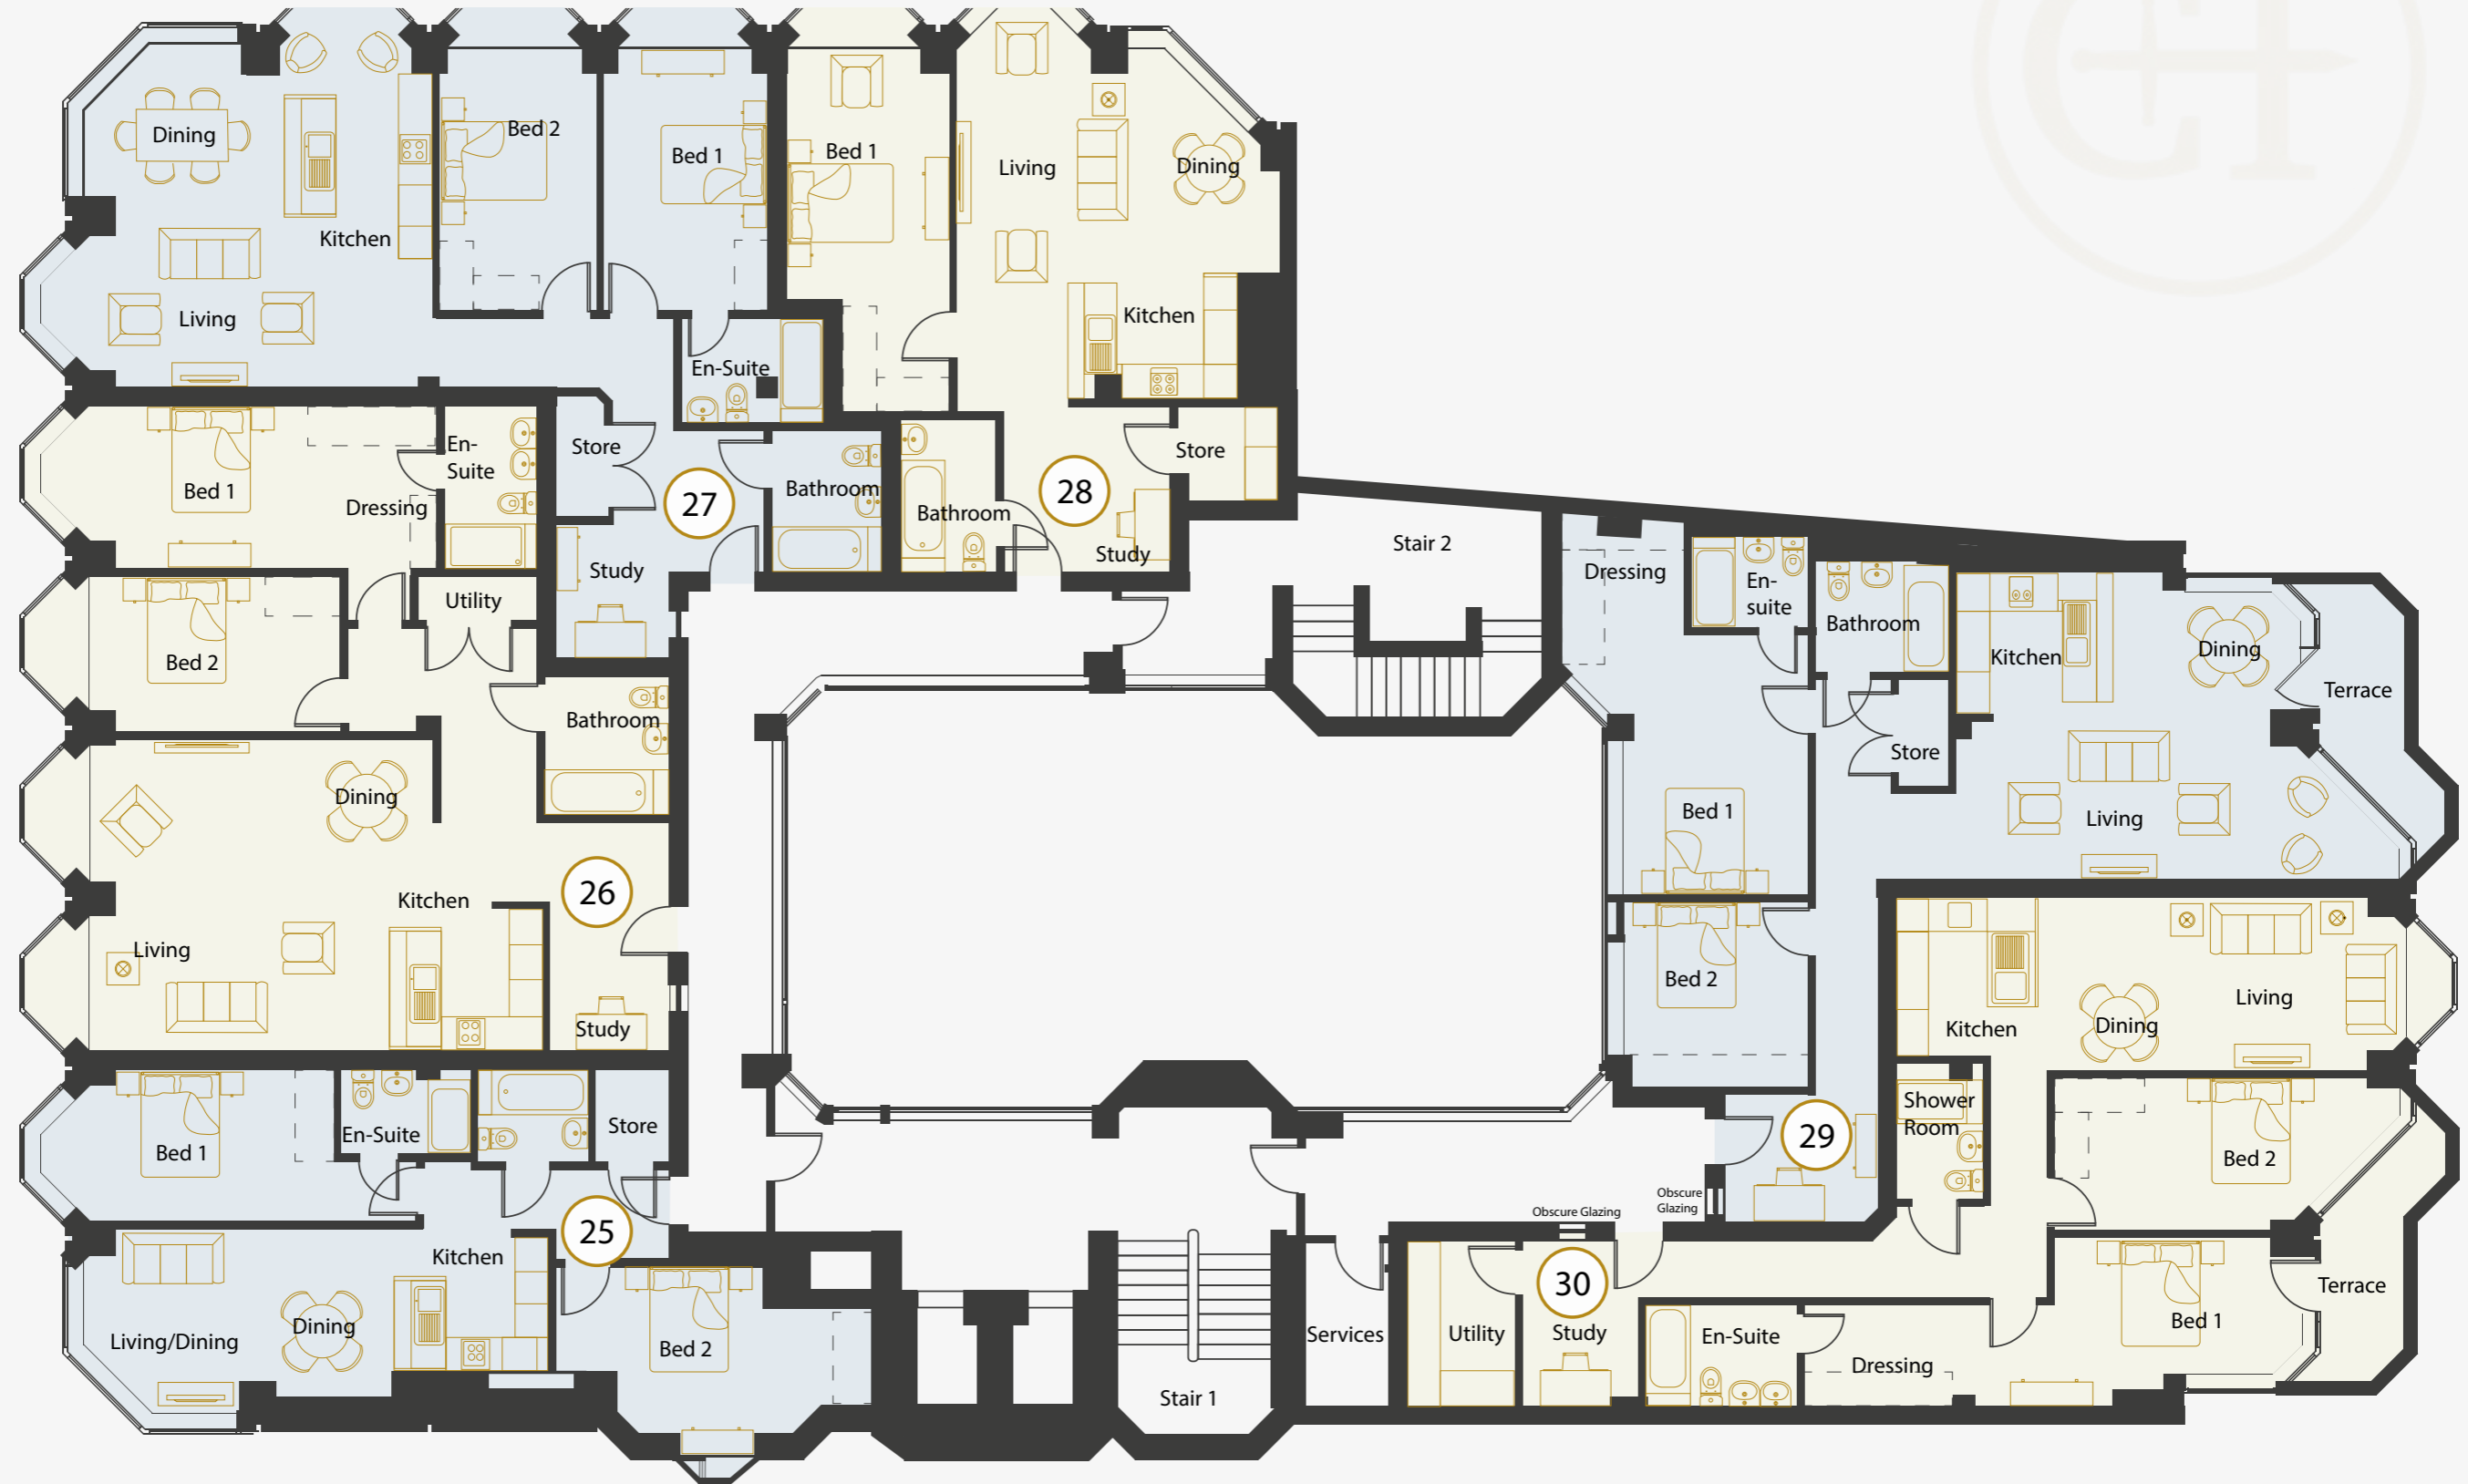 Dining
Kitchen
Living
Bed 2
Bed 1
En-Suite
Store
27
Bathroom
Study
Bed 1
Living
Dining
Kitchen
Store
28
Bathroom
Study
Bed 1
Dressing
En-
Suite
Utility
Bed 2
Bathroom
Dining
26
Kitchen
Living
Study
Bed 1
En-Suite
Store
25
Kitchen
Living/Dining
Dining
Bed 2
Stair 2
Dressing
En-
suite
Bathroom
Kitchen
Dining
Terrace
Store
Living
Bed 1
Bed 2
29
Obscure
Glazing
Obscure Glazing
Kitchen
Dining
Living
Shower
Room
Bed 2
Bed 1
Terrace
30
Utility
Study
En-Suite
Dressing
Services
Stair 1